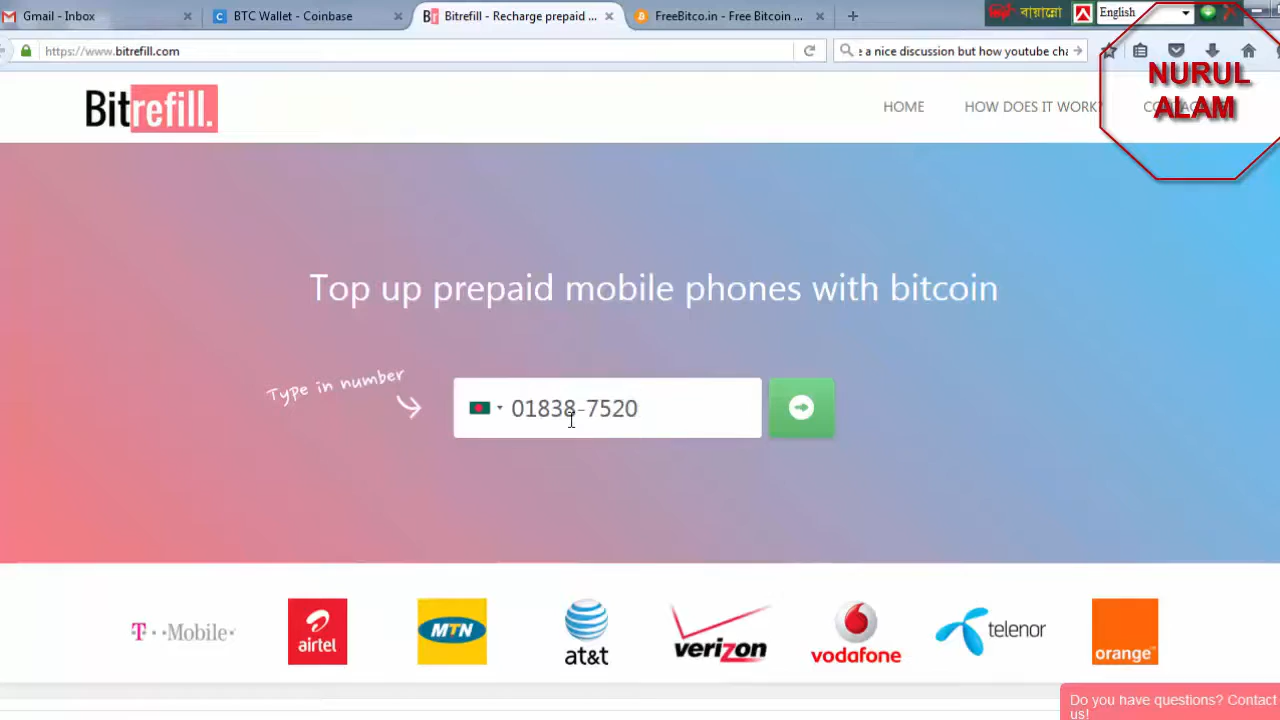 Gmail - Inbox
BTC Wallet - Coinbase
Bitrefill - Recharge prepaid ...
FreeBitco.in - Free Bitcoin ...
বায়ান্নো
English
https://www.bitrefill.com
a nice discussion but how youtube cha
NURUL
ALAM
Bitrefill.
HOME
HOW DOES IT WORK?
Top up prepaid mobile phones with bitcoin
Type in number
01838-7520
T··Mobile·
airtel
MTN
at&t
verizon
vodafone
telenor
orange
Do you have questions? Contact
us!